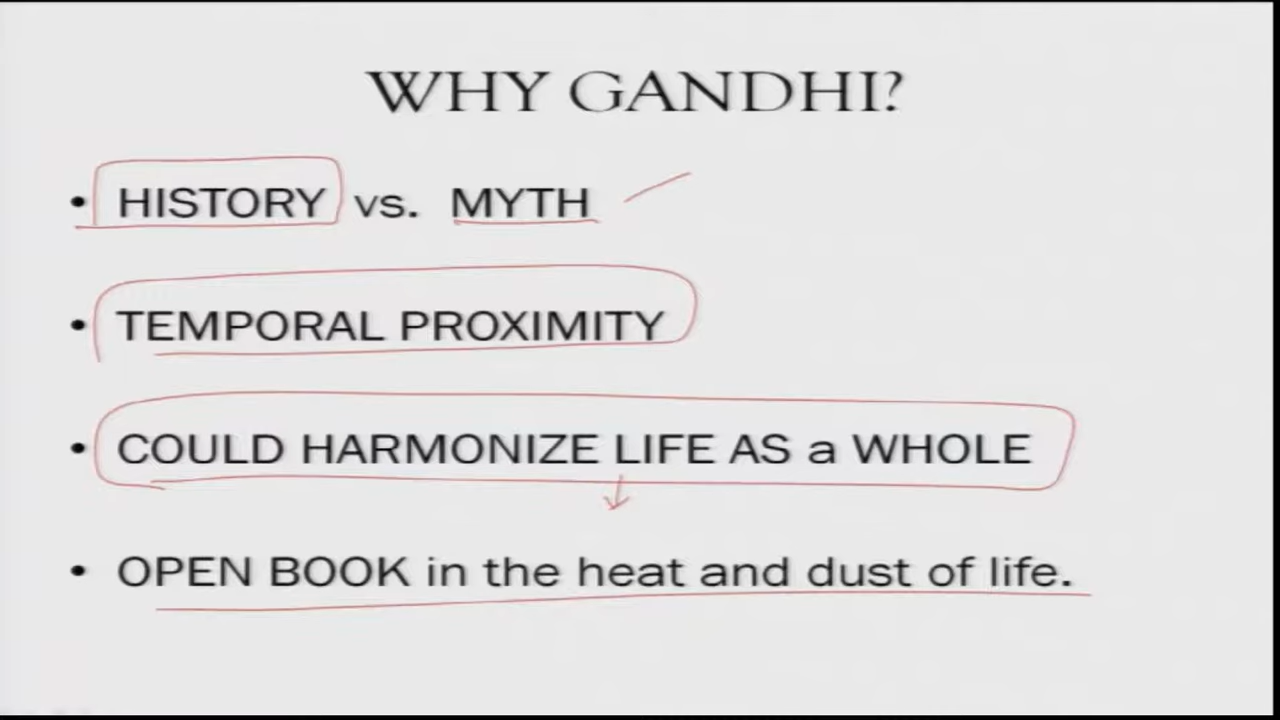 WHY GANDHI?
• HISTORY vs. MYTH
• TEMPORAL PROXIMITY
• COULD HARMONIZE LIFE AS a WHOLE
• OPEN BOOK in the heat and dust of life.